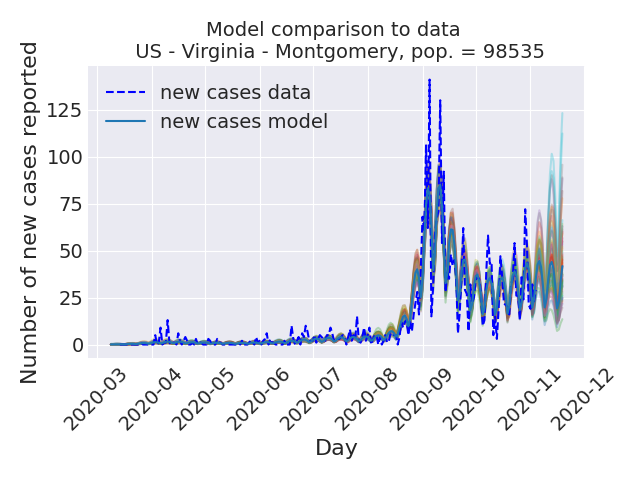 Model comparison to data
US - Virginia - Montgomery, pop. = 98535
new cases data
new cases model
Number of new cases reported
125
100
75
50
25
0
2020-03
2020-04
2020-05
2020-06
2020-07
2020-08
2020-09
2020-10
2020-11
2020-12
Day